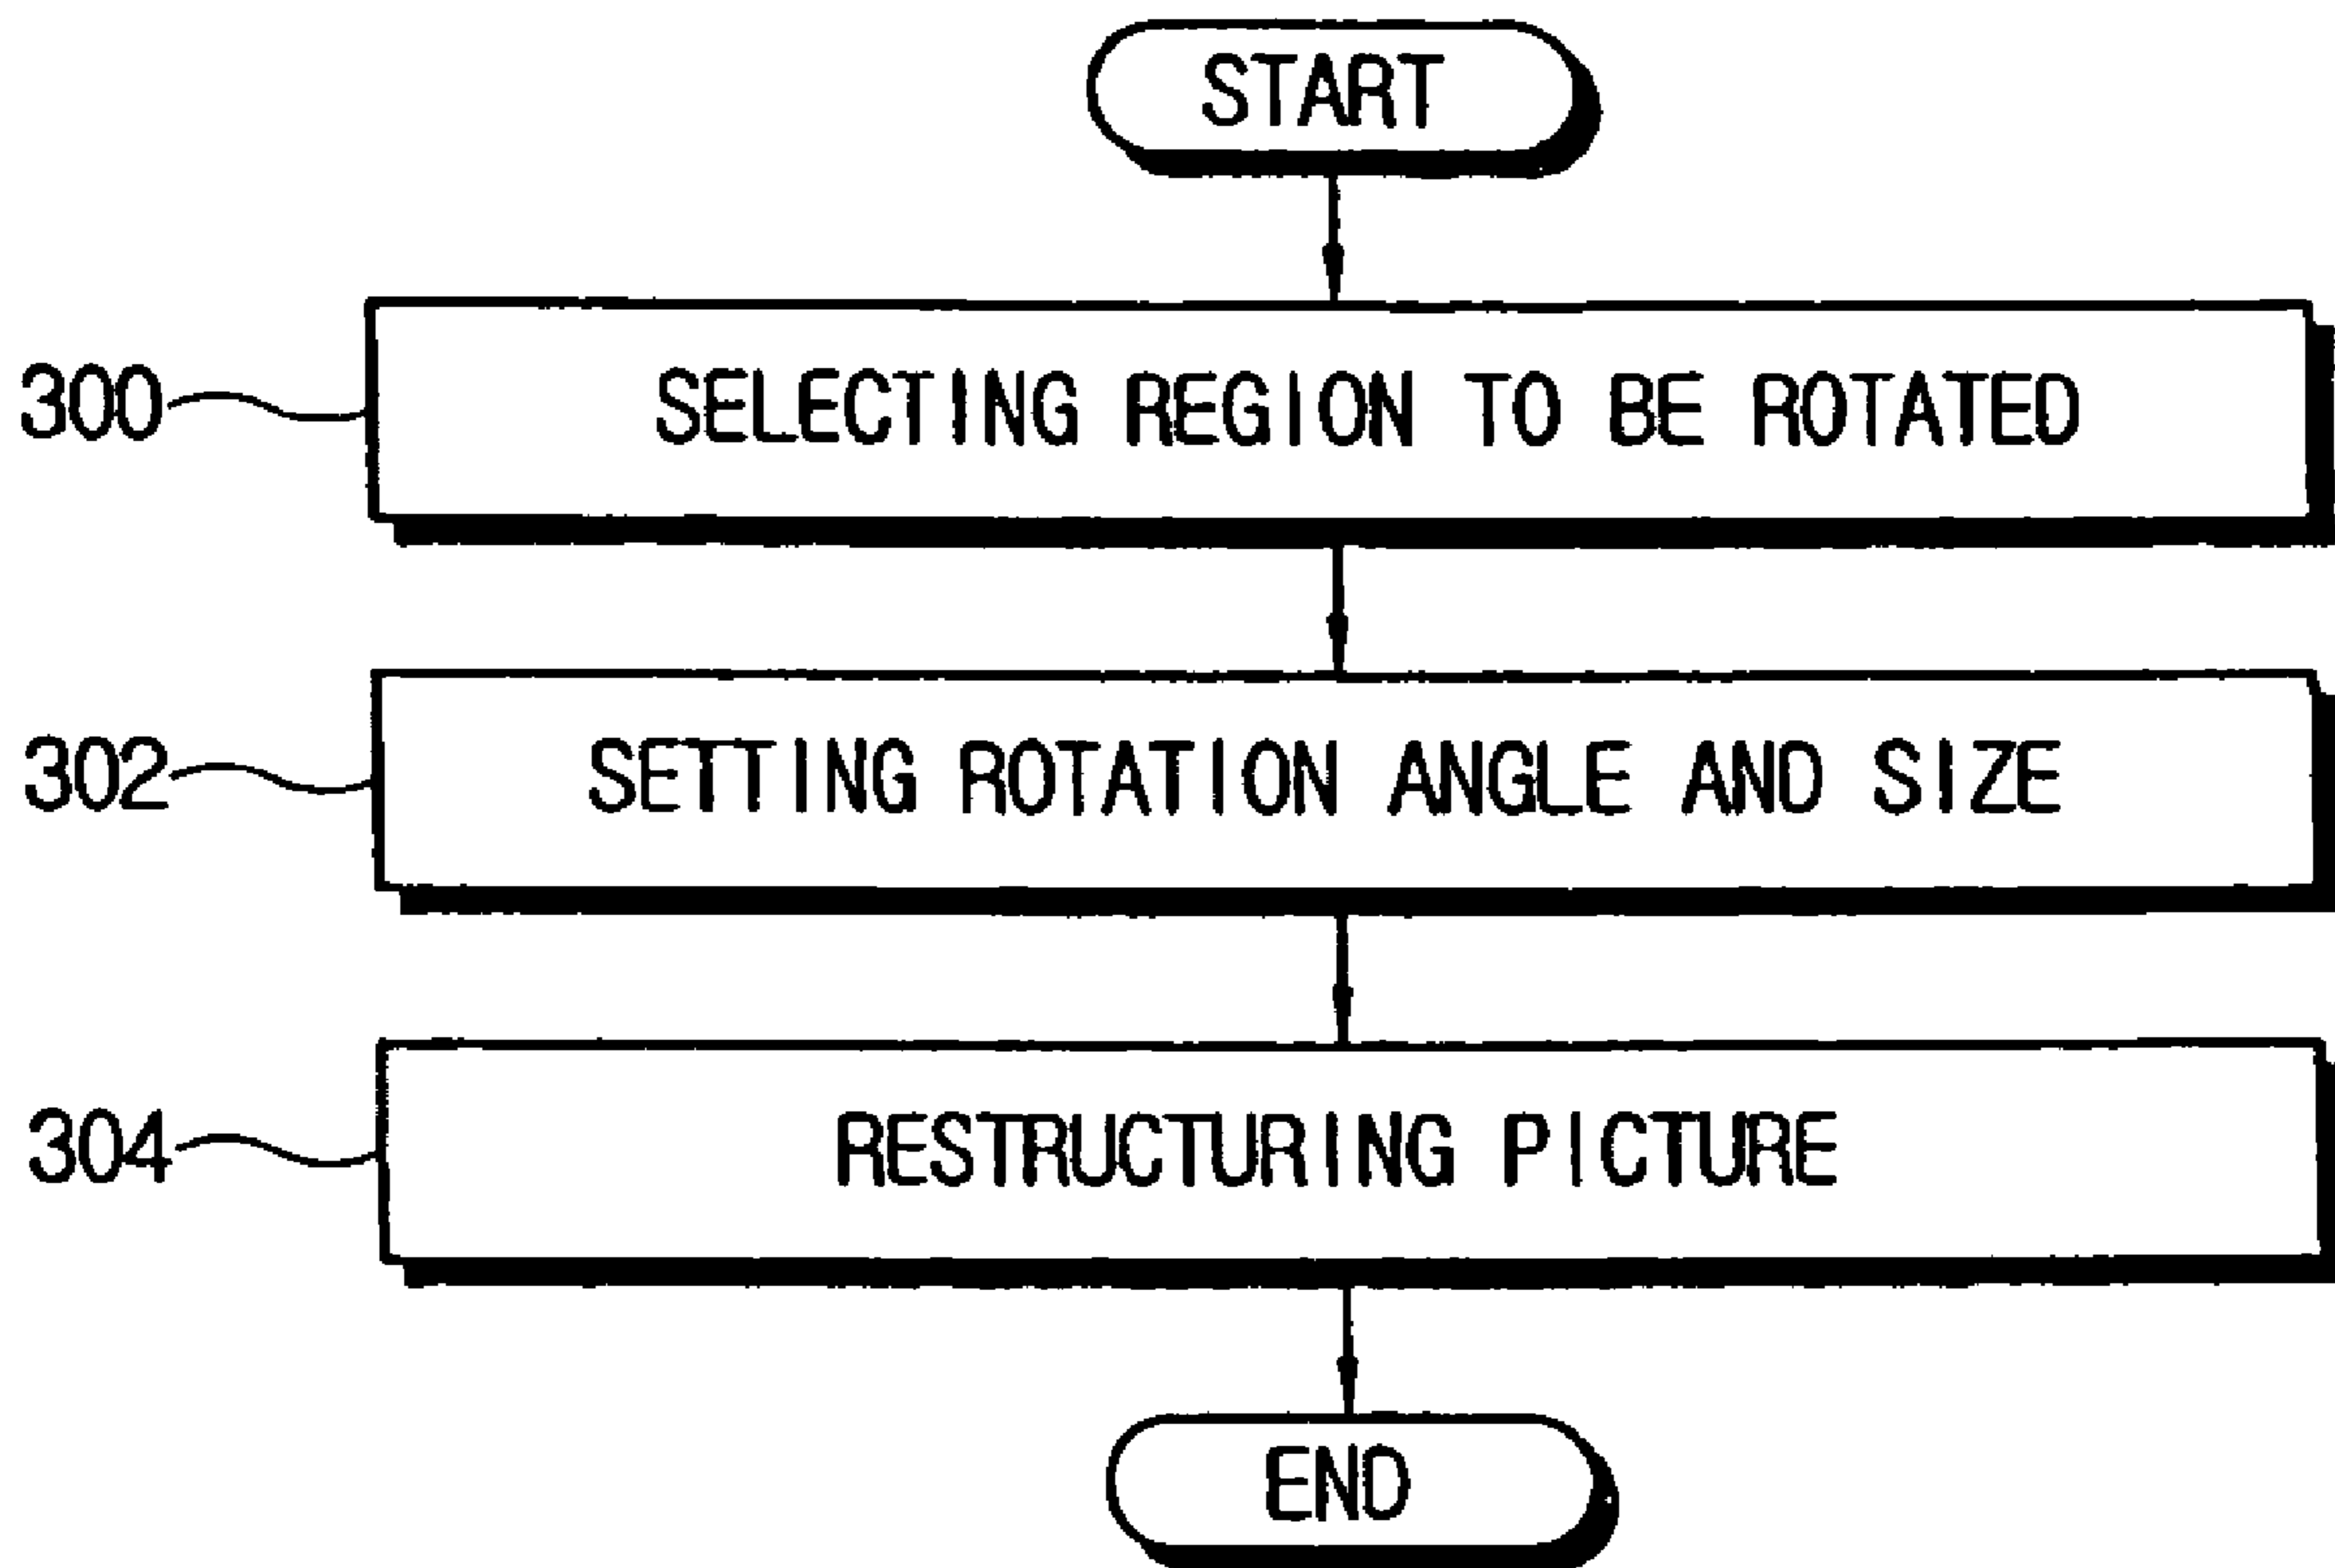 START
300 SELECTING REGION TO BE ROTATED
302 SETTING ROTATION ANGLE AND SIZE
304 RESTRUCTURING PICTURE
END